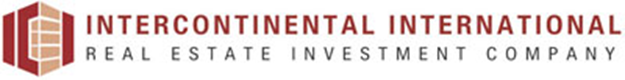 INTERCONTINENTAL INTERNATIONAL
REAL ESTATE INVESTMENT COMPANY